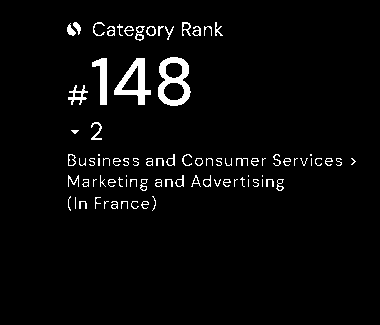 Category Rank
#148
2
Business and Consumer Services >
Marketing and Advertising
(In France)